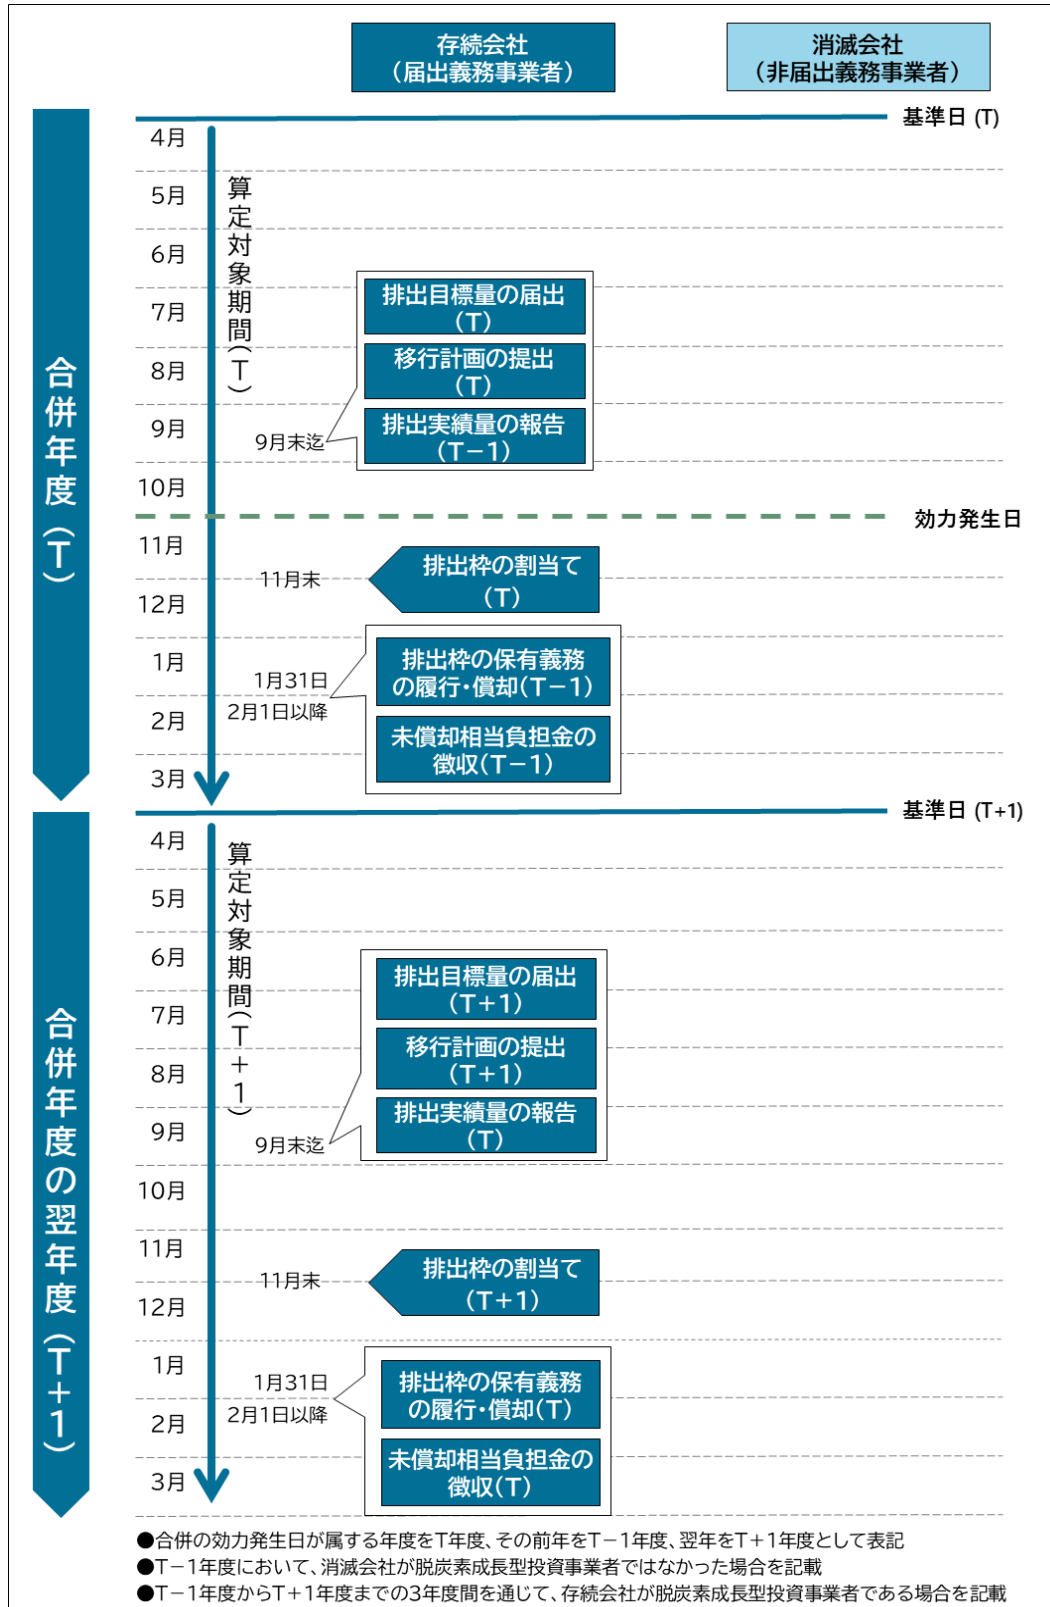 存続会社
（届出義務事業者）
消滅会社
（非届出義務事業者）
基準日 (T)
合併年度（T）
算定対象期間（T）
4月
5月
6月
7月
8月
9月
10月
11月
12月
1月
2月
3月
排出目標量の届出
（T）
移行計画の提出
（T）
排出実績量の報告
（T−1）
9月末迄
効力発生日
排出枠の割当て
（T）
11月末
排出枠の保有義務
の履行・償却（T−1）
1月31日
2月1日以降
未償却相当負担金の
徴収（T−1）
基準日 (T+1)
合併年度の翌年度（T＋1）
算定対象期間（T＋1）
4月
5月
6月
7月
8月
9月
10月
11月
12月
1月
2月
3月
排出目標量の届出
（T＋1）
移行計画の提出
（T＋1）
排出実績量の報告
（T）
9月末迄
排出枠の割当て
（T＋1）
11月末
排出枠の保有義務
の履行・償却（T）
1月31日
2月1日以降
未償却相当負担金の
徴収（T）
●合併の効力発生日が属する年度をT年度、その前年をT−1年度、翌年をT＋1年度として表記
●T−1年度において、消滅会社が脱炭素成長型投資事業者ではなかった場合を記載
●T−1年度からT＋1年度までの3年度間を通じて、存続会社が脱炭素成長型投資事業者である場合を記載